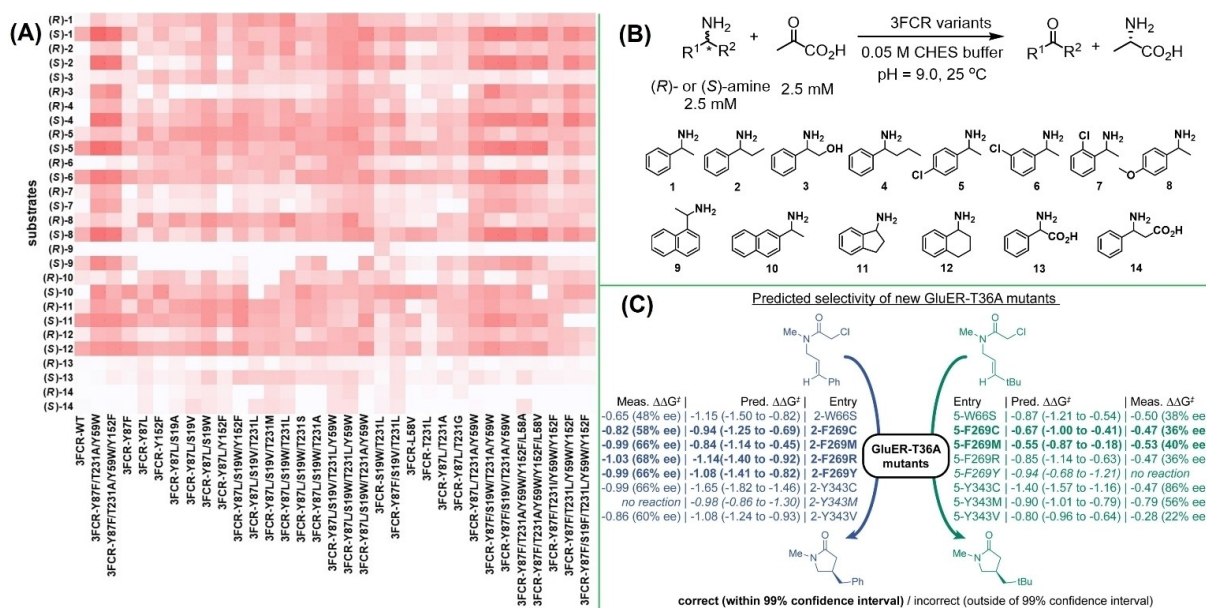 (A)
substrates
(R)-1
(S)-1
(R)-2
(S)-2
(S)-3
(R)-3
(R)-4
(S)-4
(R)-5
(S)-5
(R)-6
(S)-6
(R)-7
(S)-7
(R)-8
(S)-8
(R)-9
(S)-9
(R)-10
(S)-10
(R)-11
(S)-11
(R)-12
(S)-12
(R)-13
(S)-13
(R)-14
(S)-14
3FCR-WT
3FCR-Y87F/T231A/Y59W
3FCR-Y87F/T231A/Y59W/Y152F
3FCR-Y87F
3FCR-Y87L
3FCR-Y152F
3FCR-Y87L/S19A
3FCR-Y87L/S19V
3FCR-Y87L/S19W
3FCR-Y87L/Y152F
3FCR-Y87L/S19W/Y152F
3FCR-Y87L/S19V/T231L
3FCR-Y87L/S19V/T231M
3FCR-Y87L/S19W/T231L
3FCR-Y87L/S19W/T231S
3FCR-Y87L/S19W/T231A
3FCR-Y87L/S19W/T231L/Y59W
3FCR-Y87L/S19V/T231L/Y59W
3FCR-Y87L/S19W/T231A/Y59W
3FCR-S19W/T231L
3FCR-Y87F/S19V/T231L
3FCR-L58V
3FCR-T231L
3FCR-Y87L/T231A
3FCR-Y87L/T231G
3FCR-Y87L/T231A/Y59W
3FCR-Y87F/S19W/T231A/Y59W
3FCR-Y87F/S19V/T231A/Y59W
3FCR-Y87F/T231A/Y59W/Y152F/L58A
3FCR-Y87F/T231A/Y59W/Y152F/L58V
3FCR-Y87F/T231I/Y59W/Y152F
3FCR-Y87F/T231L/Y59W/Y152F
3FCR-Y87F/S19F/T231L/Y59W/Y152F
(B)
NH2 R1 * R2 + O CO2H 3FCR variants O R1 R2 + NH2 CO2H
0.05 M CHES buffer
pH = 9.0, 25 ºC
(R)- or (S)-amine 2.5 mM
2.5 mM
NH2 NH2 NH2 OH NH2 NH2 Cl Cl NH2 Cl NH2 O NH2
1 2 3 4 5 6 7 8
NH2 NH2 NH2 NH2 NH2 CO2H NH2 CO2H
9 10 11 12 13 14
(C)
Predicted selectivity of new GluER-T36A mutants
O Me N Cl H Ph
O Me N Cl H tBu
Meas. ΔΔG‡ Pred. ΔΔG‡ Entry
-0.65 (48% ee) | -1.15 (-1.50 to -0.82) | 2-W66S
-0.82 (58% ee) | -0.94 (-1.25 to -0.69) | 2-F269C
-0.99 (66% ee) | -0.84 (-1.14 to -0.45) | 2-F269M
-1.03 (68% ee) | -1.14(-1.40 to -0.92) | 2-F269R
-0.99 (66% ee) | -1.08 (-1.41 to -0.82) | 2-F269Y
-0.99 (66% ee) | -1.65 (-1.82 to -1.46) | 2-Y343C
no reaction | -0.98 (-0.86 to -1.30) | 2-Y343M
-0.86 (60% ee) | -1.08 (-1.24 to -0.93) | 2-Y343V
GluER-T36A
mutants
Entry Pred. ΔΔG‡ Meas. ΔΔG‡
5-W66S | -0.87 (-1.21 to -0.54) | -0.50 (38% ee)
5-F269C | -0.67 (-1.00 to -0.41) | -0.47 (36% ee)
5-F269M | -0.55 (-0.87 to -0.18) | -0.53 (40% ee)
5-F269R | -0.85 (-1.14 to -0.63) | -0.47 (36% ee)
5-F269Y | -0.94 (-0.68 to -1.21) | no reaction
5-Y343C | -1.40 (-1.57 to -1.16) | -0.47 (86% ee)
5-Y343M | -0.90 (-1.01 to -0.79) | -0.79 (56% ee)
5-Y343V | -0.80 (-0.96 to -0.64) | -0.28 (22% ee)
O Me-N Ph
O Me-N tBu
correct (within 99% confidence interval) / incorrect (outside of 99% confidence interval)